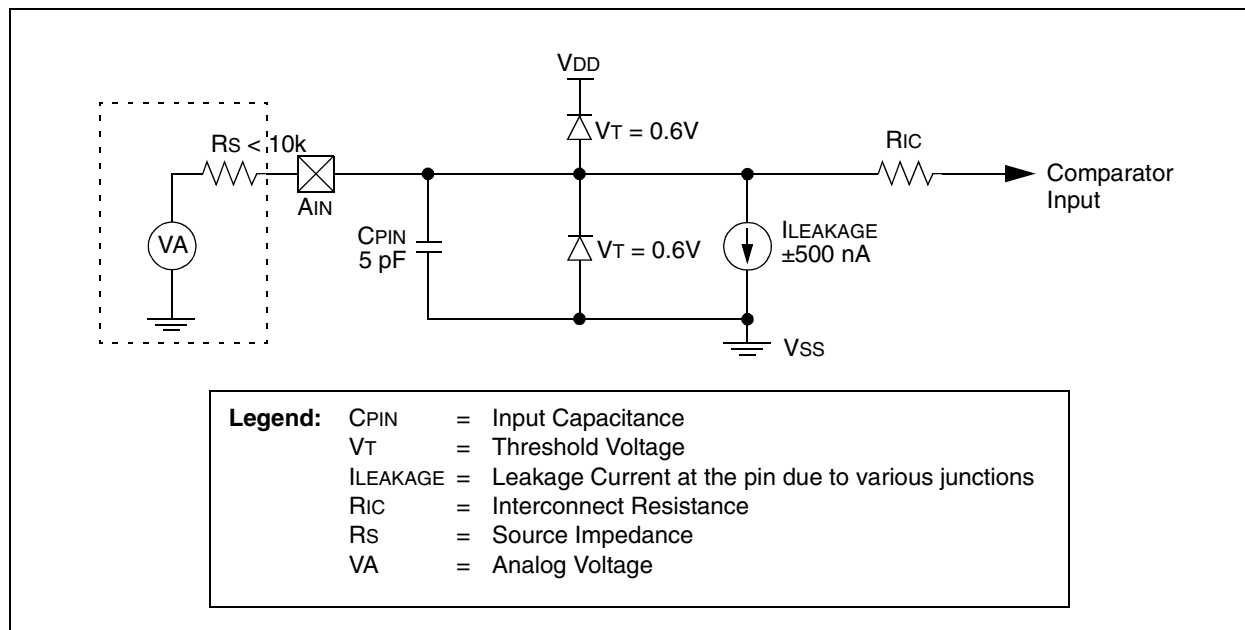 VDD
VT = 0.6V
RS < 10k
RIC
AIN
Comparator
Input
VA
CPIN
5 pF
VT = 0.6V
ILEAKAGE
±500 nA
VSS
Legend: CPIN = Input Capacitance
VT = Threshold Voltage
ILEAKAGE = Leakage Current at the pin due to various junctions
RIC = Interconnect Resistance
RS = Source Impedance
VA = Analog Voltage